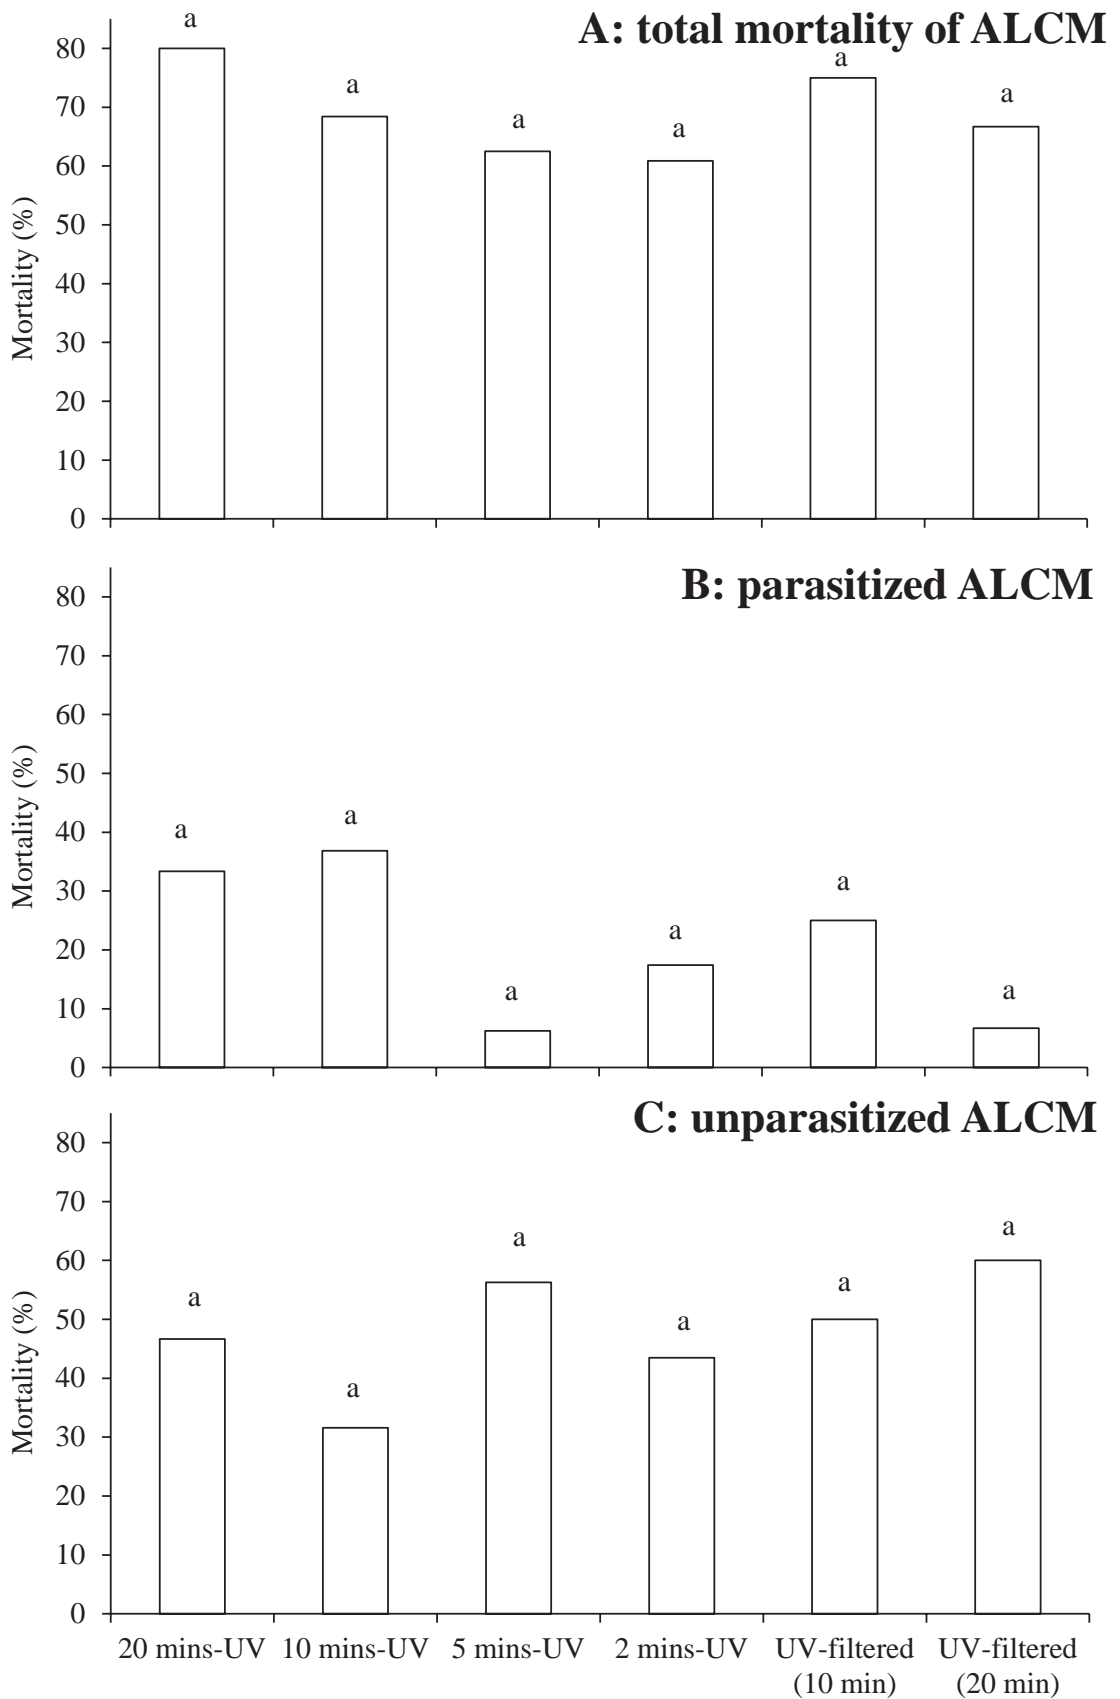 A: total mortality of ALCM
Mortality (%)
80
70
60
50
40
30
20
10
0
a
a
a
a
a
a
B: parasitized ALCM
Mortality (%)
80
70
60
50
40
30
20
10
0
a
a
a
a
a
a
C: unparasitized ALCM
Mortality (%)
80
70
60
50
40
30
20
10
0
a
a
a
a
a
a
20 mins-UV 10 mins-UV 5 mins-UV 2 mins-UV UV-filtered UV-filtered
(10 min) (20 min)